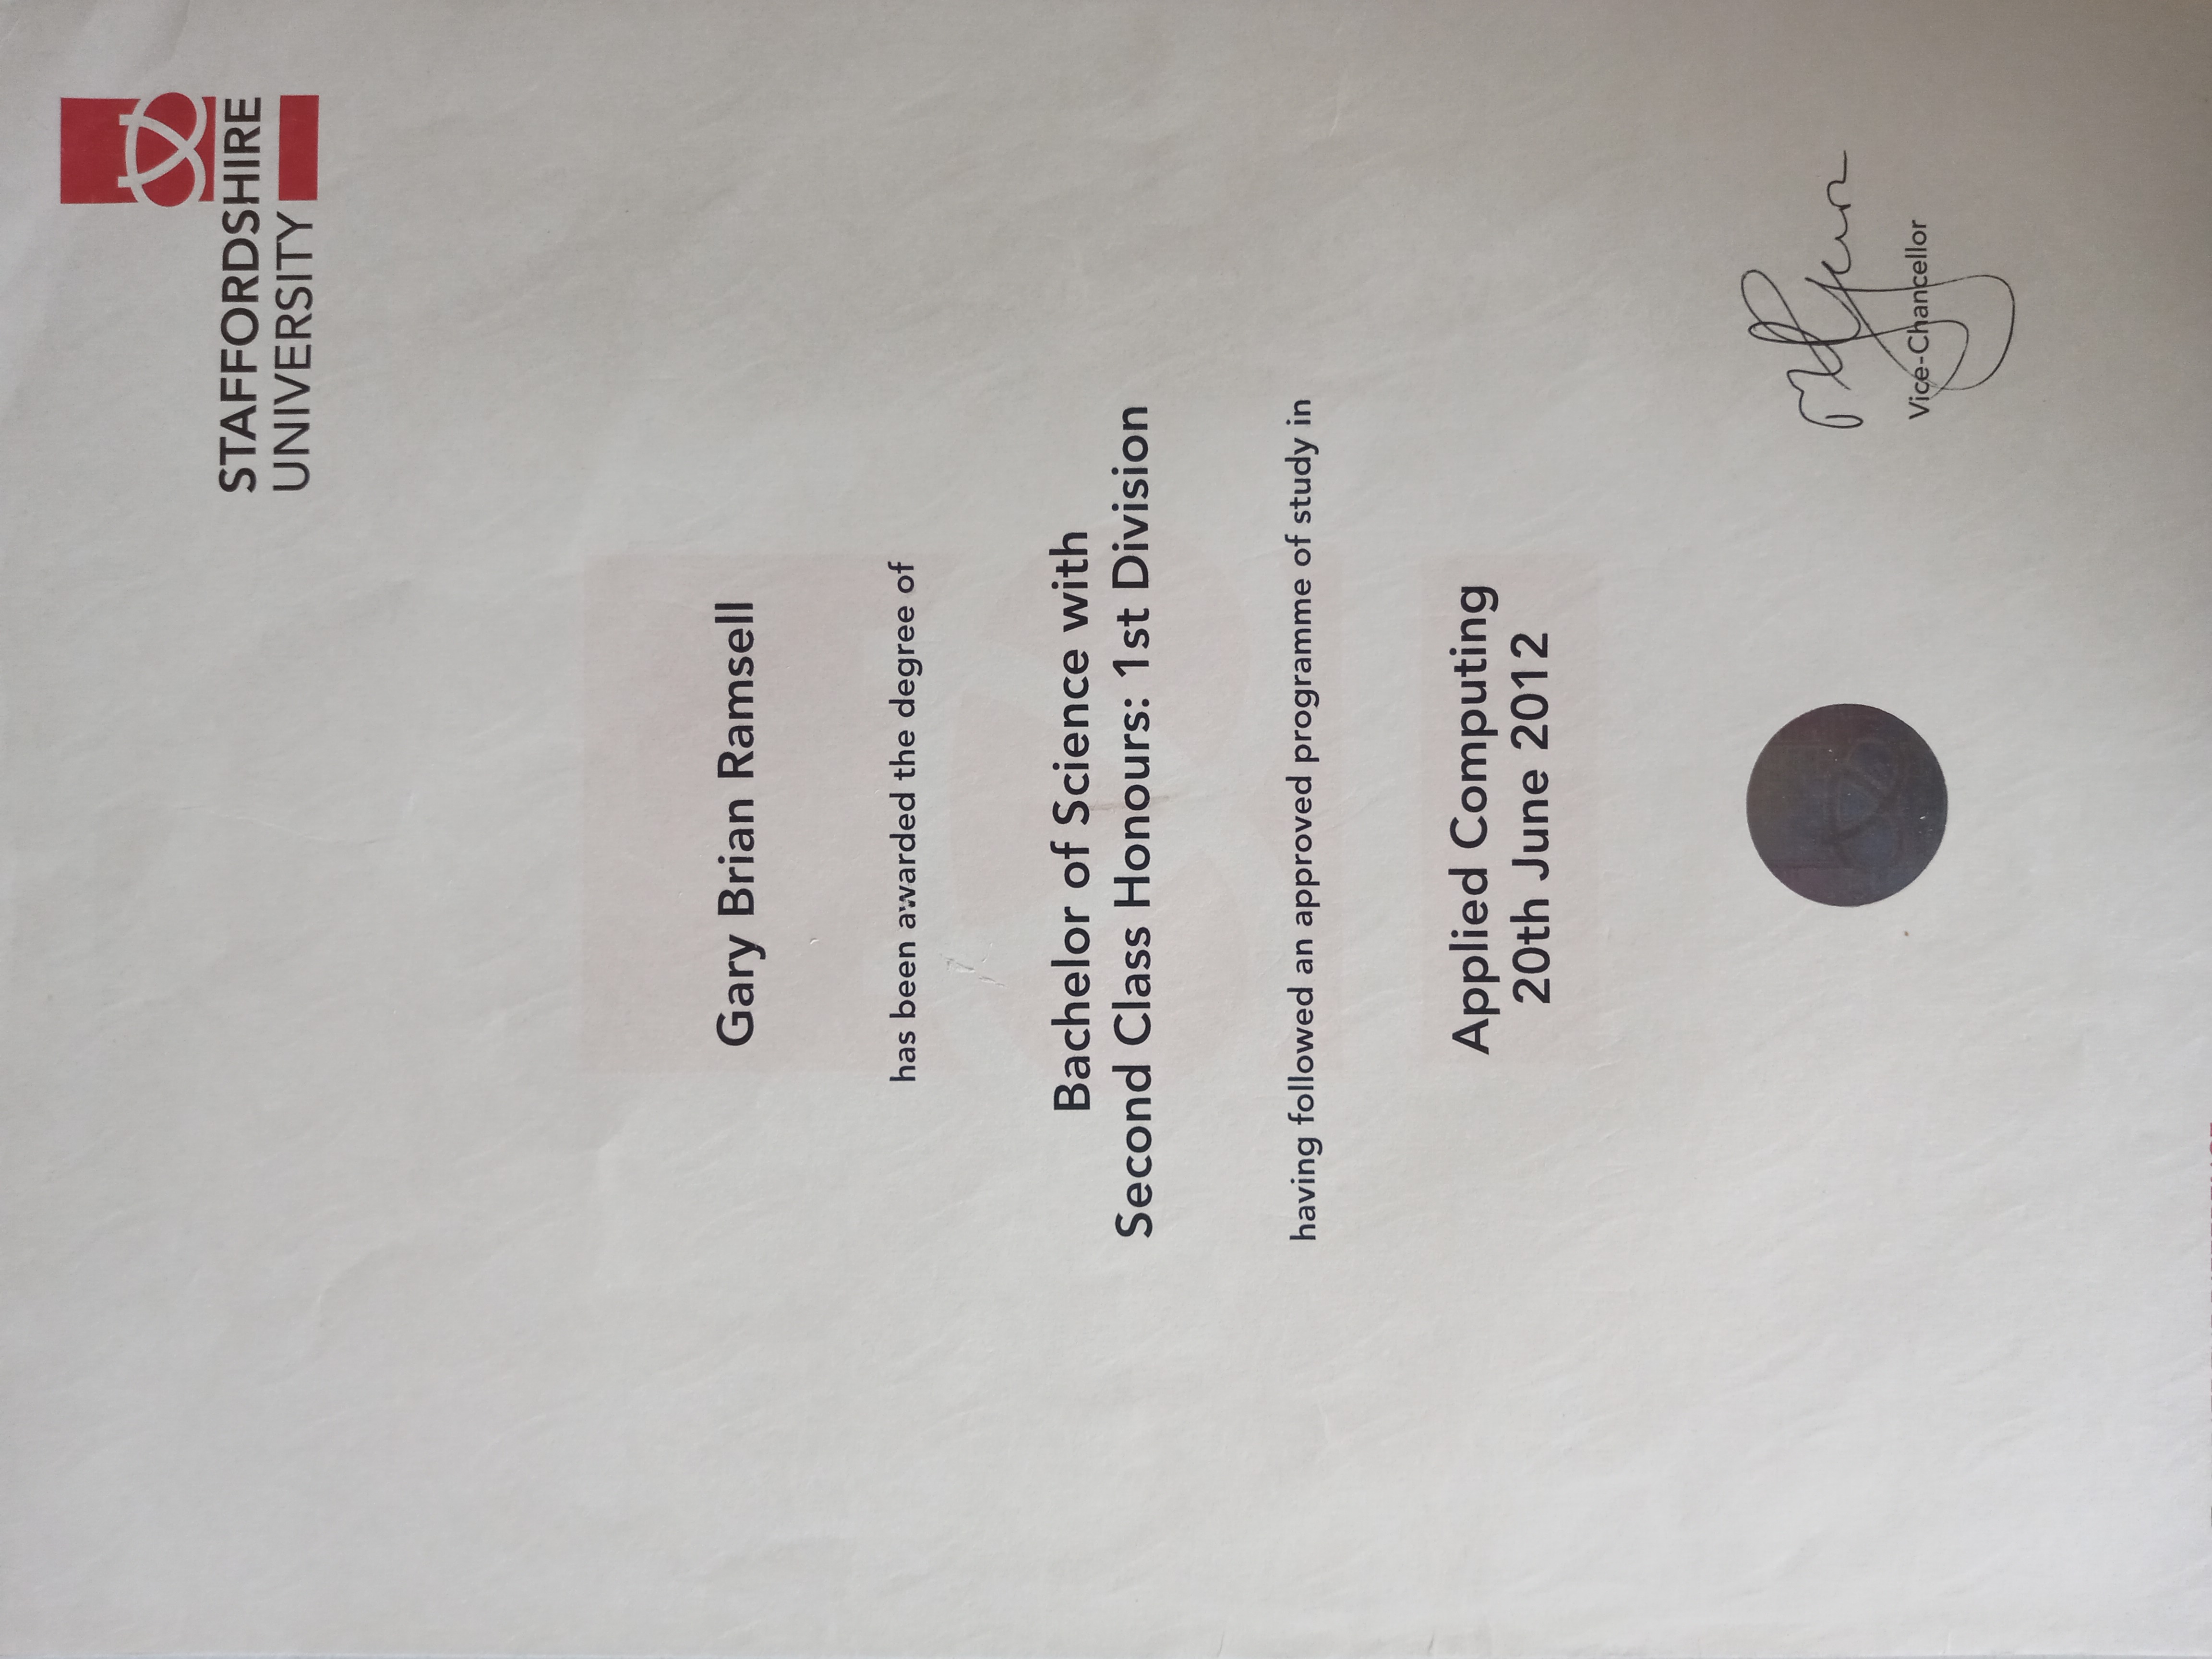 STAFFORDSHIRE
UNIVERSITY
Gary Brian Ramsell
has been awarded the degree of
Bachelor of Science with
Second Class Honours: 1st Division
having followed an approved programme of study in
Applied Computing
20th June 2012
Vice-Chancellor